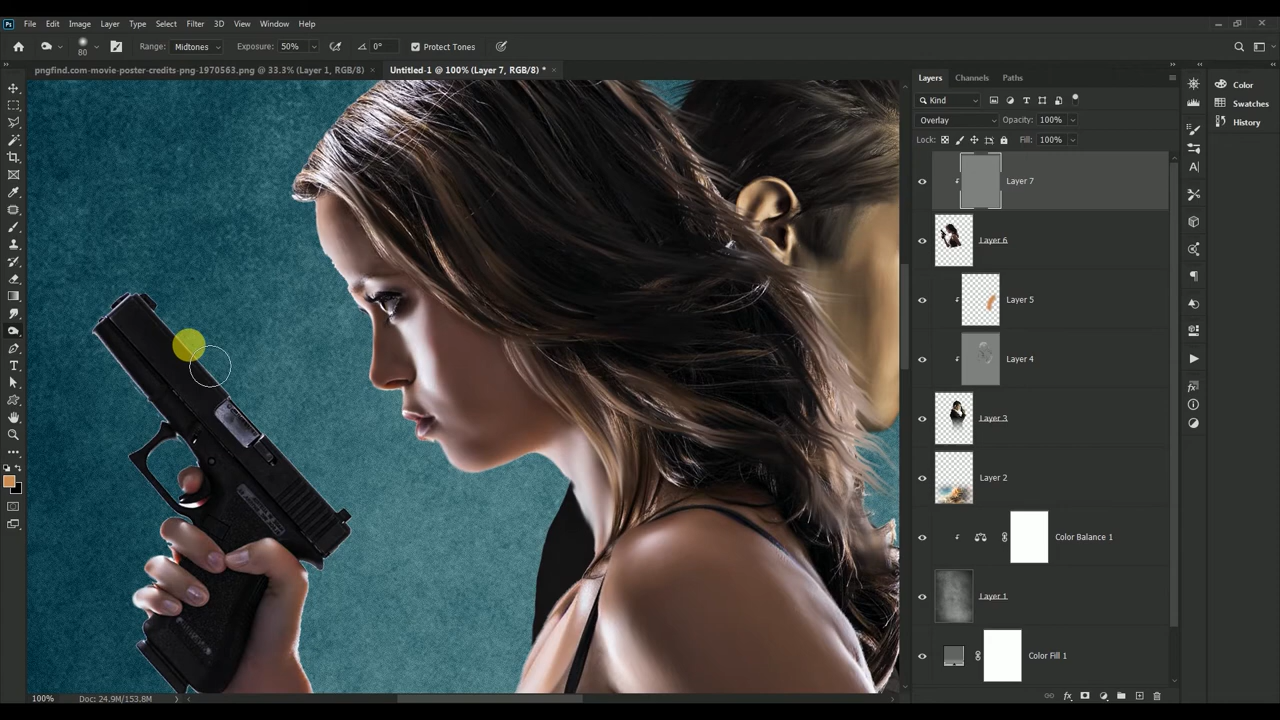 Ps File Edit Image Layer Type Select Filter 3D View Window Help
80 Range: Midtones Exposure: 50% 0° Protect Tones
pngfind.com-movie-poster-credits-png-1970563.png @ 33.3% (Layer 1, RGB/8) × Untitled-1 @ 100% (Layer 7, RGB/8) * ×
Layers Channels Paths
Color
Swatches
History
Kind
Overlay Opacity: 100%
Lock: Fill: 100%
Layer 7
Layer 6
Layer 5
Layer 4
Layer 3
Layer 2
Color Balance 1
Layer 1
Color Fill 1
100% Doc: 24.9M/153.8M